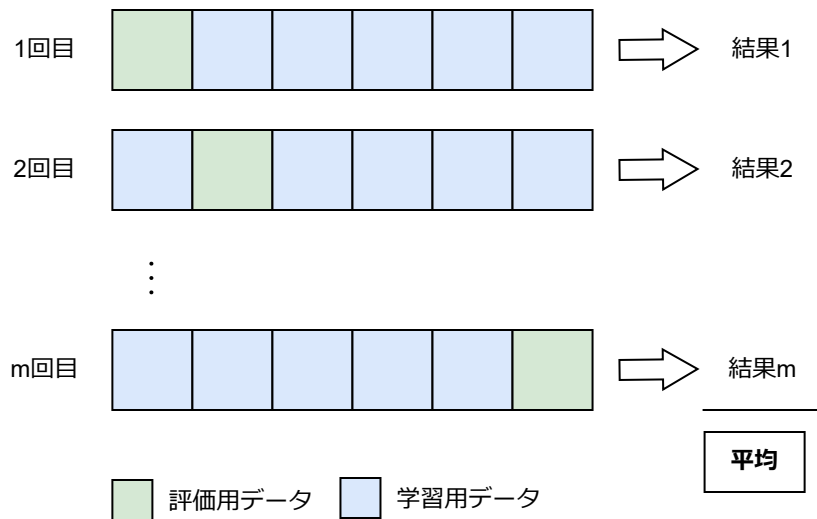 1回目
結果1
2回目
結果2
⋮
m回目
結果m
平均
評価用データ
学習用データ